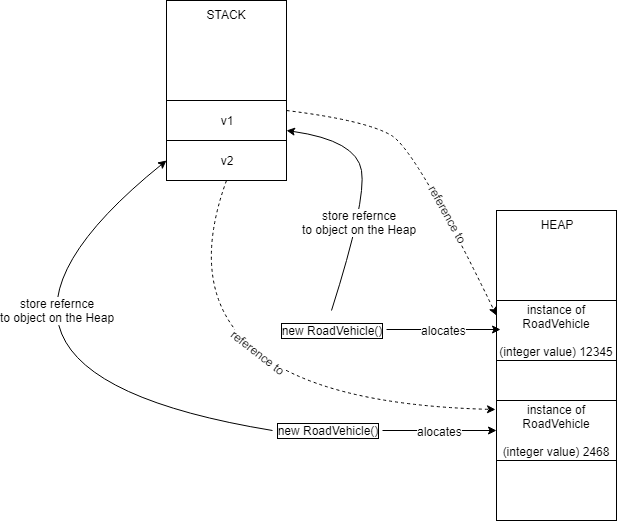 STACK
v1
v2
reference to
store refernce
to object on the Heap
HEAP
store refernce
to object on the Heap
instance of
RoadVehicle
(integer value) 12345
new RoadVehicle()
alocates
reference to
instance of
RoadVehicle
(integer value) 2468
new RoadVehicle()
alocates